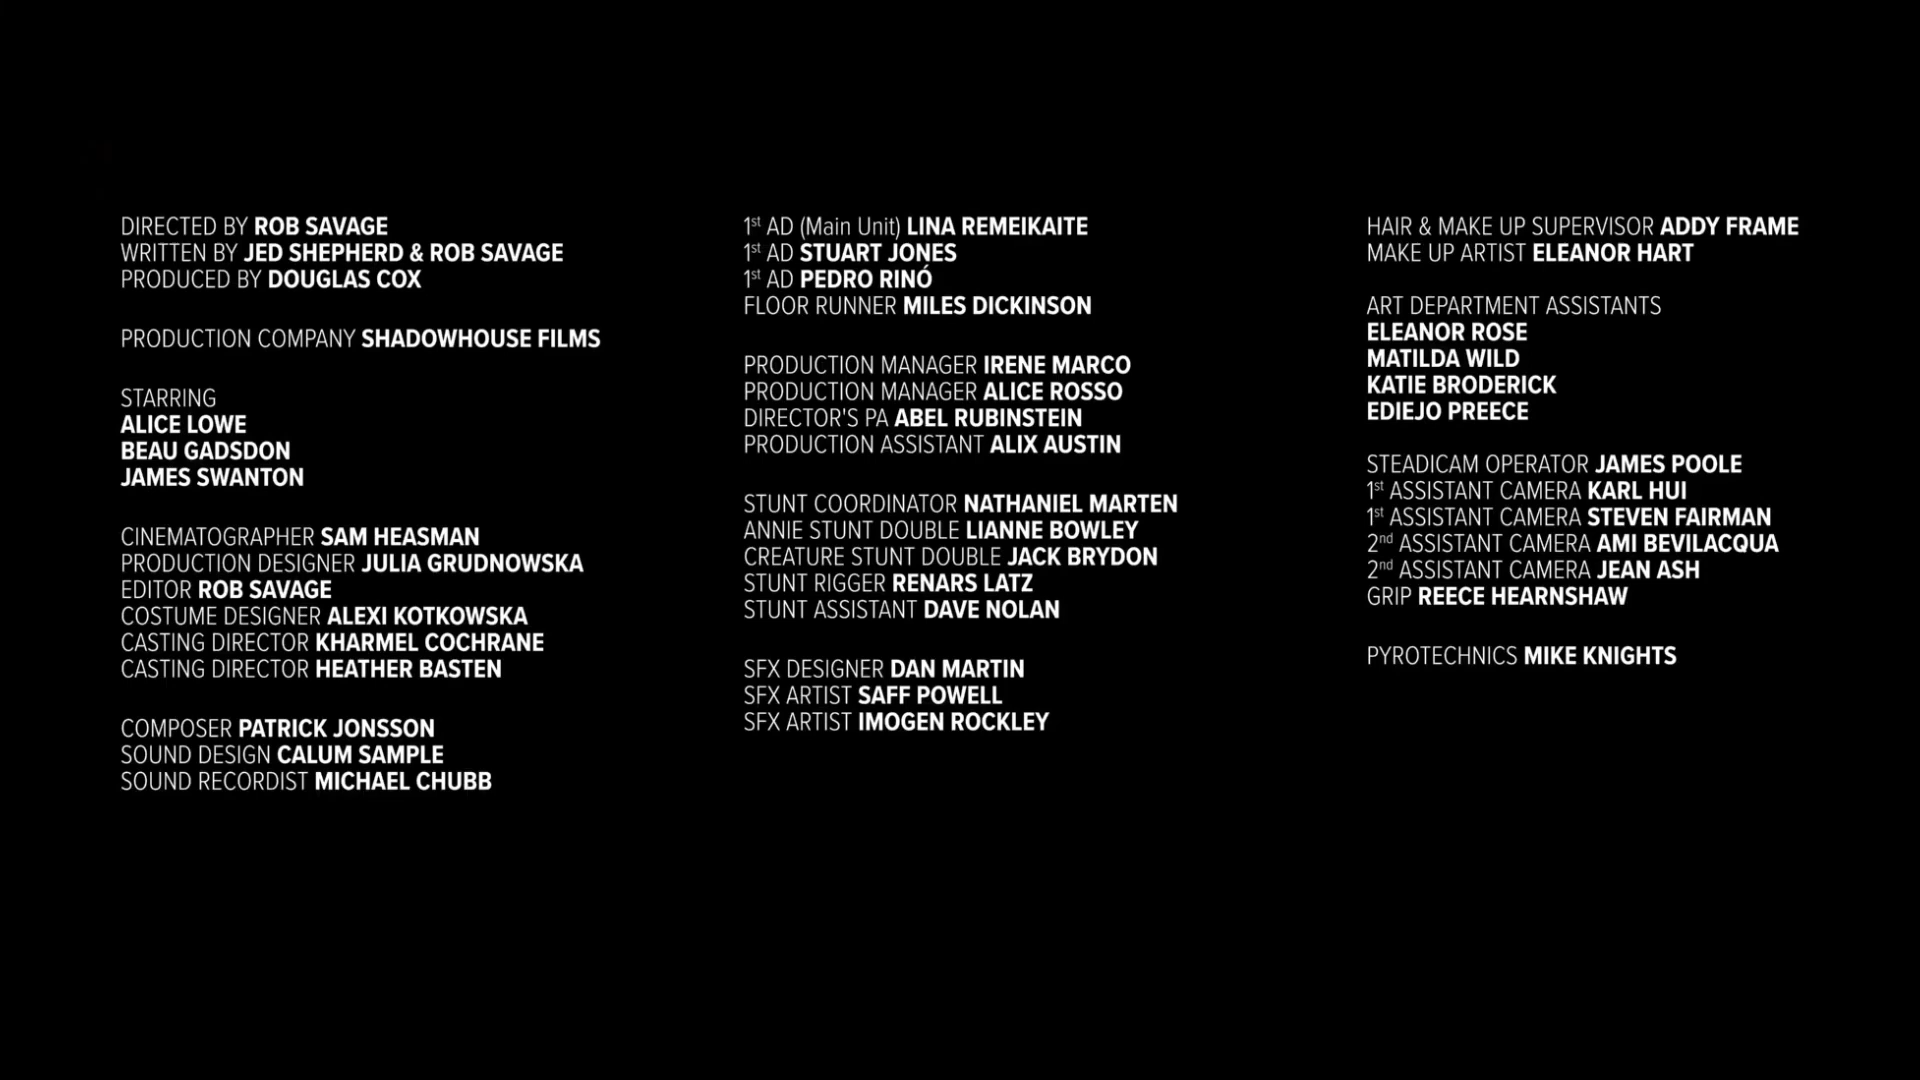 DIRECTED BY ROB SAVAGE
WRITTEN BY JED SHEPHERD & ROB SAVAGE
PRODUCED BY DOUGLAS COX
PRODUCTION COMPANY SHADOWHOUSE FILMS
STARRING
ALICE LOWE
BEAU GADSDON
JAMES SWANTON
CINEMATOGRAPHER SAM HEASMAN
PRODUCTION DESIGNER JULIA GRUDNOWSKA
EDITOR ROB SAVAGE
COSTUME DESIGNER ALEXI KOTKOWSKA
CASTING DIRECTOR KHARMEL COCHRANE
CASTING DIRECTOR HEATHER BASTEN
COMPOSER PATRICK JONSSON
SOUND DESIGN CALUM SAMPLE
SOUND RECORDIST MICHAEL CHUBB
1st AD (Main Unit) LINA REMEIKAITE
1st AD STUART JONES
1st AD PEDRO RINÓ
FLOOR RUNNER MILES DICKINSON
PRODUCTION MANAGER IRENE MARCO
PRODUCTION MANAGER ALICE ROSSO
DIRECTOR'S PA ABEL RUBINSTEIN
PRODUCTION ASSISTANT ALIX AUSTIN
STUNT COORDINATOR NATHANIEL MARTEN
ANNIE STUNT DOUBLE LIANNE BOWLEY
CREATURE STUNT DOUBLE JACK BRYDON
STUNT RIGGER RENARS LATZ
STUNT ASSISTANT DAVE NOLAN
SFX DESIGNER DAN MARTIN
SFX ARTIST SAFF POWELL
SFX ARTIST IMOGEN ROCKLEY
HAIR & MAKE UP SUPERVISOR ADDY FRAME
MAKE UP ARTIST ELEANOR HART
ART DEPARTMENT ASSISTANTS
ELEANOR ROSE
MATILDA WILD
KATIE BRODERICK
EDIEJO PREECE
STEADICAM OPERATOR JAMES POOLE
1st ASSISTANT CAMERA KARL HUI
1st ASSISTANT CAMERA STEVEN FAIRMAN
2nd ASSISTANT CAMERA AMI BEVILACQUA
2nd ASSISTANT CAMERA JEAN ASH
GRIP REECE HEARNSHAW
PYROTECHNICS MIKE KNIGHTS